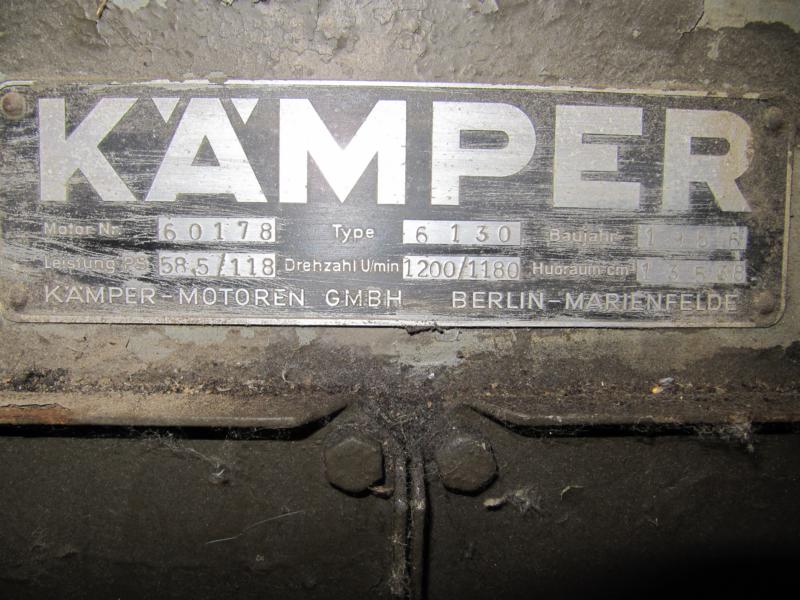 KÄMPER
Motor Nr. 60178 Type 6130 Baujahr
Leistung PS 58,5/118 Drehzahl U/min 1200/1180 Hubraum cm
KÄMPER-MOTOREN GMBH BERLIN-MARIENFELDE